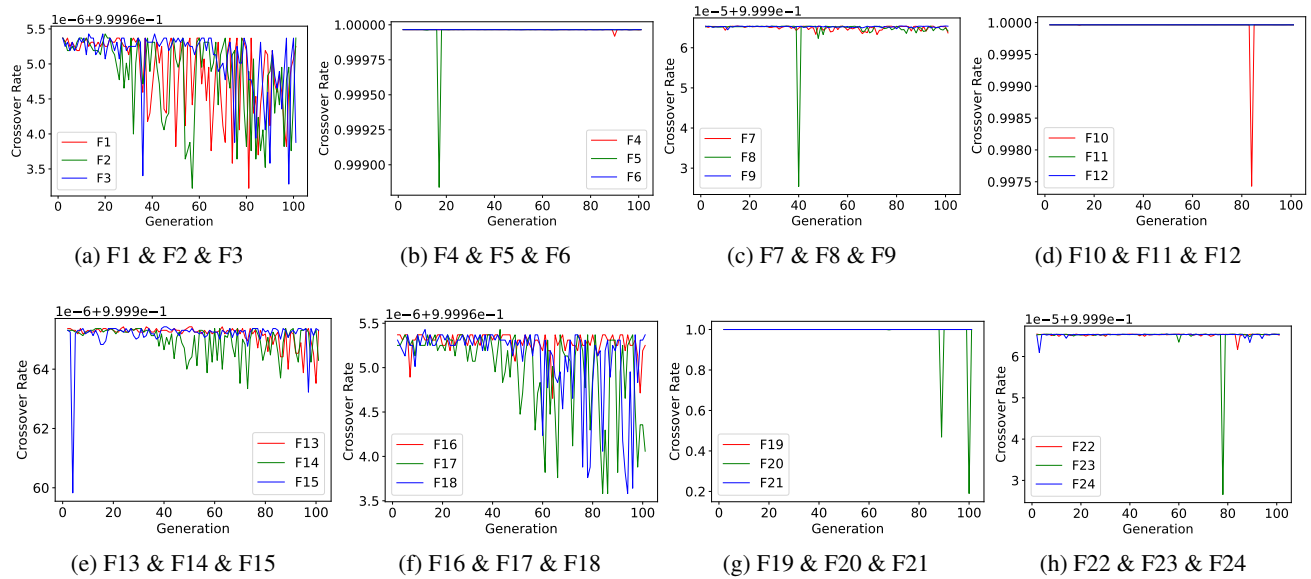 1e-6+9.9996e-1
5.5
5.0
4.5
4.0
3.5
Crossover Rate
F1
F2
F3
0 20 40 60 80 100
Generation
(a) F1 & F2 & F3
1.00000
0.99975
0.99950
0.99925
0.99900
Crossover Rate
F4
F5
F6
0 20 40 60 80 100
Generation
(b) F4 & F5 & F6
1e-5+9.999e-1
6
5
4
3
Crossover Rate
F7
F8
F9
0 20 40 60 80 100
Generation
(c) F7 & F8 & F9
1.0000
0.9995
0.9990
0.9985
0.9980
0.9975
Crossover Rate
F10
F11
F12
0 20 40 60 80 100
Generation
(d) F10 & F11 & F12
1e-6+9.999e-1
64
62
60
Crossover Rate
F13
F14
F15
0 20 40 60 80 100
Generation
(e) F13 & F14 & F15
1e-6+9.9996e-1
5.5
5.0
4.5
4.0
3.5
Crossover Rate
F16
F17
F18
0 20 40 60 80 100
Generation
(f) F16 & F17 & F18
1.0
0.8
0.6
0.4
0.2
Crossover Rate
F19
F20
F21
0 20 40 60 80 100
Generation
(g) F19 & F20 & F21
1e-5+9.999e-1
6
5
4
3
Crossover Rate
F22
F23
F24
0 20 40 60 80 100
Generation
(h) F22 & F23 & F24